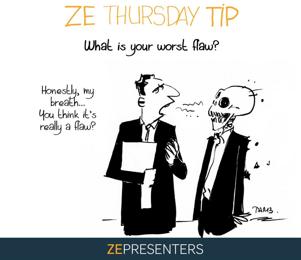 ZE THURSDAY TIP
What is your worst flaw?
Honestly, my
breath...
You think it's
really a flaw?
ZEPRESENTERS